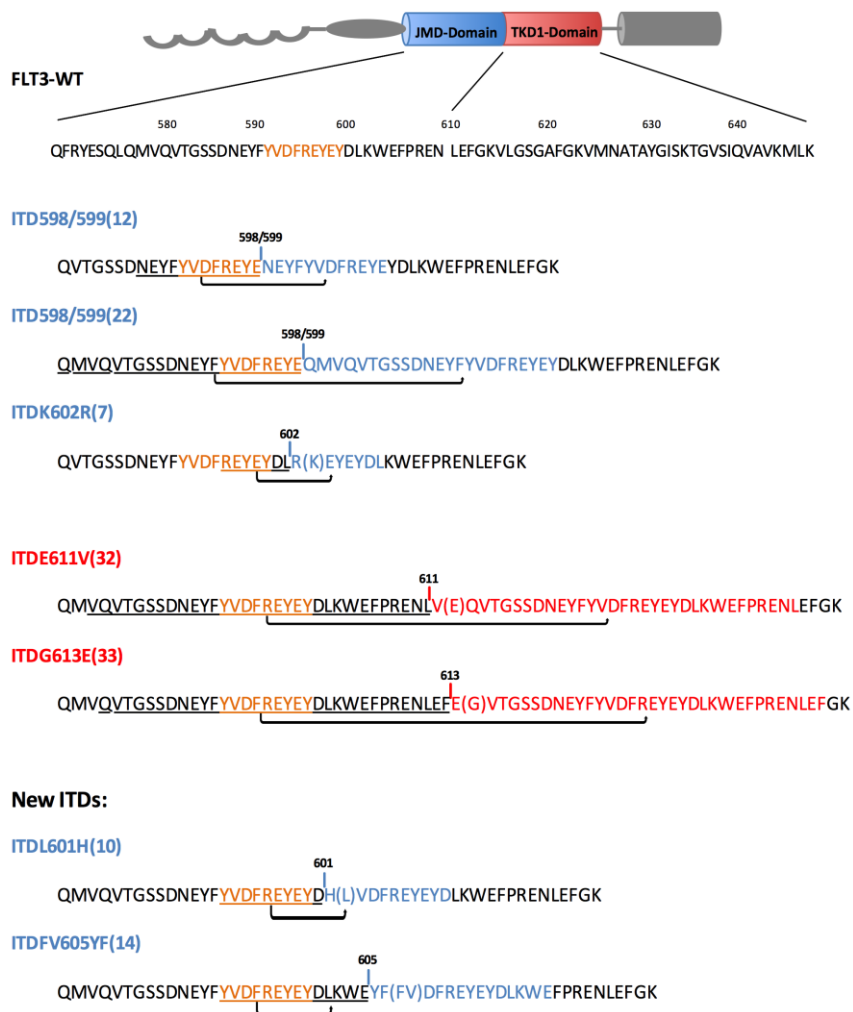 JMD-Domain TKD1-Domain
FLT3-WT
580 590 600 610 620 630 640
QFRYESQLQMVQVTGSSDNEYFYVDFREYEYDLKWEFPREN LEFGKVLGSGAFGKVMNATAYGISKTGVSIQVAVKMLK
ITD598/599(12)
598/599
QVTGSSDNEYFYVDFREYENEYFYVDFREYEYDLKWEFPRENLEFGK
ITD598/599(22)
598/599
QMVQVTGSSDNEYFYVDFREYEQMVQVTGSSDNEYFYVDFREYEYDLKWEFPRENLEFGK
ITDK602R(7)
602
QVTGSSDNEYFYVDFREYEYDLR(K)EYEYDLKWEFPRENLEFGK
ITDE611V(32)
611
QMVQVTGSSDNEYFYVDFREYEYDLKWEFPRENLV(E)QVTGSSDNEYFYVDFREYEYDLKWEFPRENLEFGK
ITDG613E(33)
613
QMVQVTGSSDNEYFYVDFREYEYDLKWEFPRENLEFE(G)VTGSSDNEYFYVDFREYEYDLKWEFPRENLEFGK
New ITDs:
ITDL601H(10)
601
QMVQVTGSSDNEYFYVDFREYEYDH(L)VDFREYEYDLKWEFPRENLEFGK
ITDFV605YF(14)
605
QMVQVTGSSDNEYFYVDFREYEYDLKWEYF(FV)DFREYEYDLKWEFPRENLEFGK